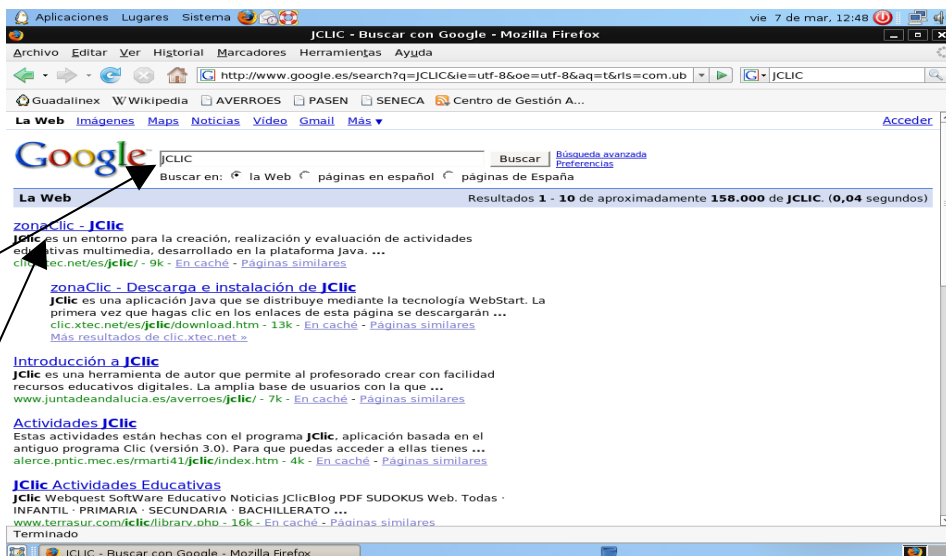 Aplicaciones Lugares Sistema vie 7 de mar, 12:48
JCLIC - Buscar con Google - Mozilla Firefox
Archivo Editar Ver Historial Marcadores Herramientas Ayuda
http://www.google.es/search?q=JCLIC&ie=utf-8&oe=utf-8&aq=t&rls=com.ub JCLIC
Guadalinex Wikipedia AVERROES PASEN SENECA Centro de Gestión A...
La Web Imágenes Maps Noticias Vídeo Gmail Más Acceder
Google JCLIC Buscar Búsqueda avanzada
Preferencias
Buscar en: la Web páginas en español páginas de España
La Web Resultados 1 - 10 de aproximadamente 158.000 de JCLIC. (0,04 segundos)
zonaClic - JClic
JClic es un entorno para la creación, realización y evaluación de actividades
educativas multimedia, desarrollado en la plataforma Java. ...
clic.xtec.net/es/jclic/ - 9k - En caché - Páginas similares
zonaClic - Descarga e instalación de JClic
JClic es una aplicación Java que se distribuye mediante la tecnología WebStart. La
primera vez que hagas clic en los enlaces de esta página se descargarán ...
clic.xtec.net/es/jclic/download.htm - 13k - En caché - Páginas similares
Más resultados de clic.xtec.net »
Introducción a JClic
JClic es una herramienta de autor que permite al profesorado crear con facilidad
recursos educativos digitales. La amplia base de usuarios con la que ...
www.juntadeandalucia.es/averroes/jclic/ - 7k - En caché - Páginas similares
Actividades JClic
Estas actividades están hechas con el programa JClic, aplicación basada en el
antiguo programa Clic (versión 3.0). Para que puedas acceder a ellas tienes ...
alerce.pntic.mec.es/rmarti41/jclic/index.htm - 4k - En caché - Páginas similares
JClic Actividades Educativas
JClic Webquest SoftWare Educativo Noticias JClicBlog PDF SUDOKUS Web. Todas ·
INFANTIL · PRIMARIA · SECUNDARIA · BACHILLERATO ...
www.terrasur.com/jclic/library.php - 16k - En caché - Páginas similares
Terminado
JCLIC - Buscar con Google - Mozilla Firefox